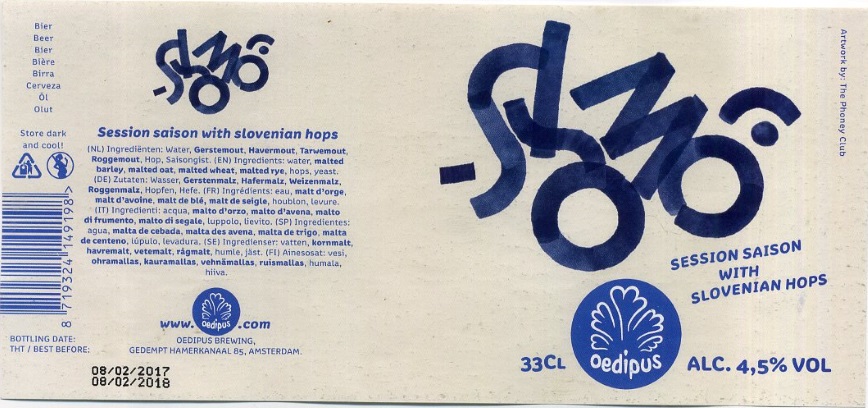 Bier
Beer
Bier
Bière
Birra
Cerveza
Öl
Olut
Store dark
and cool!
8 719324 149198
BOTTLING DATE:
THT / BEST BEFORE:
08/02/2017
08/02/2018
SLOMO
Session saison with slovenian hops
(NL) Ingrediënten: Water, Gerstemout, Havermout, Tarwemout,
Roggemout, Hop, Saisongist. (EN) Ingredients: water, malted
barley, malted oat, malted wheat, malted rye, hops, yeast.
(DE) Zutaten: Wasser, Gerstenmalz, Hafermalz, Weizenmalz,
Roggenmalz, Hopfen, Hefe. (FR) Ingrédients: eau, malt d'orge,
malt d'avoine, malt de blé, malt de seigle, houblon, levure.
(IT) Ingredienti: acqua, malto d'orzo, malto d'avena, malto
di frumento, malto di segale, luppolo, lievito. (SP) Ingredientes:
agua, malta de cebada, malta des avena, malta de trigo, malta
de centeno, lúpulo, levadura. (SE) Ingredienser: vatten, kornmalt,
havremalt, vetemalt, rågmalt, humle, jäst. (FI) Ainesosat: vesi,
ohramallas, kauramallas, vehnämallas, ruismallas, humala,
hiiva.
www.oedipus.com
OEDIPUS BREWING,
GEDEMPT HAMERKANAAL 85, AMSTERDAM.
SLOMO
SESSION SAISON
WITH
SLOVENIAN HOPS
33CL
oedipus
ALC. 4,5% VOL
Artwork by: The Phoney Club